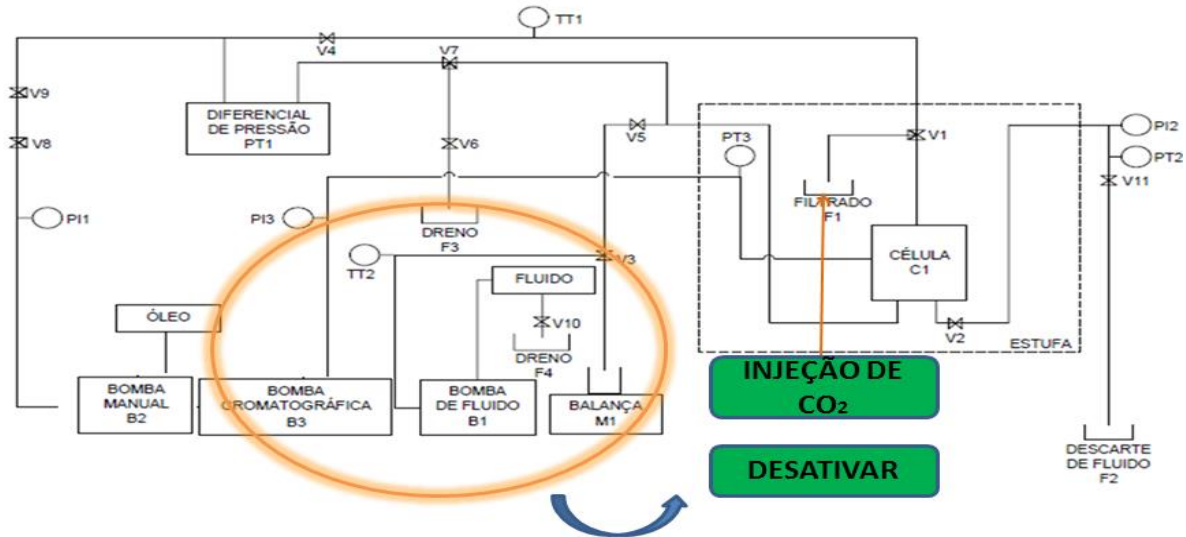 TT1
V4
V7
V9
V8
DIFERENCIAL
DE PRESSÃO
PT1
V6
V5
PT3
V1
PI2
PT2
V11
FILTRADO
F1
PI1
PI3
DRENO
F3
TT2
V3
CÉLULA
C1
FLUIDO
V10
DRENO
F4
V2
ESTUFA
ÓLEO
BOMBA
MANUAL
B2
BOMBA
CROMATOGRÁFICA
B3
BOMBA
DE FLUIDO
B1
BALANÇA
M1
INJEÇÃO DE
CO₂
DESATIVAR
DESCARTE
DE FLUIDO
F2